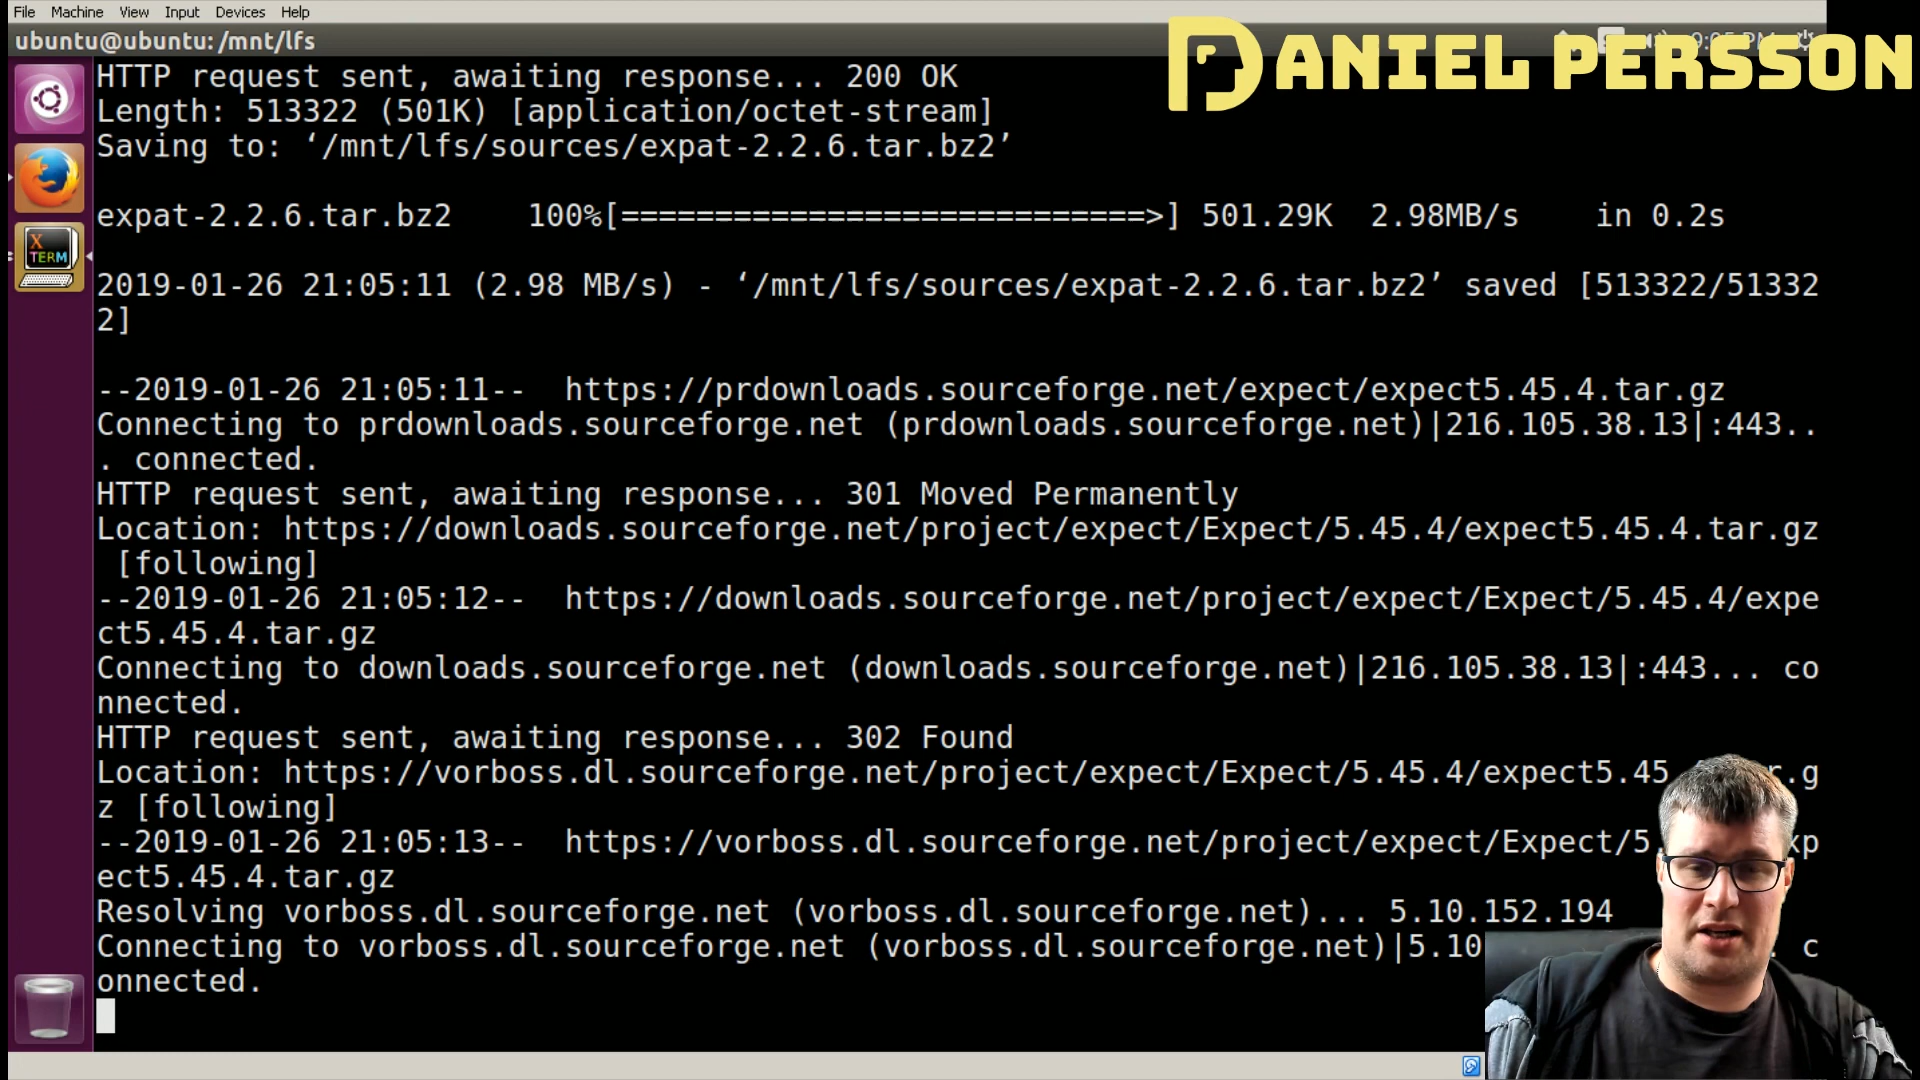 File Machine View Input Devices Help
ubuntu@ubuntu: /mnt/lfs
DANIEL PERSSON
HTTP request sent, awaiting response... 200 OK
Length: 513322 (501K) [application/octet-stream]
Saving to: ‘/mnt/lfs/sources/expat-2.2.6.tar.bz2’
expat-2.2.6.tar.bz2 100%[============================>] 501.29K 2.98MB/s in 0.2s
2019-01-26 21:05:11 (2.98 MB/s) - ‘/mnt/lfs/sources/expat-2.2.6.tar.bz2’ saved [513322/51332
2]
--2019-01-26 21:05:11-- https://prdownloads.sourceforge.net/expect/expect5.45.4.tar.gz
Connecting to prdownloads.sourceforge.net (prdownloads.sourceforge.net)|216.105.38.13|:443..
. connected.
HTTP request sent, awaiting response... 301 Moved Permanently
Location: https://downloads.sourceforge.net/project/expect/Expect/5.45.4/expect5.45.4.tar.gz
[following]
--2019-01-26 21:05:12-- https://downloads.sourceforge.net/project/expect/Expect/5.45.4/expe
ct5.45.4.tar.gz
Connecting to downloads.sourceforge.net (downloads.sourceforge.net)|216.105.38.13|:443... co
nnected.
HTTP request sent, awaiting response... 302 Found
Location: https://vorboss.dl.sourceforge.net/project/expect/Expect/5.45.4/expect5.45 r.g
z [following]
--2019-01-26 21:05:13-- https://vorboss.dl.sourceforge.net/project/expect/Expect/5. xp
ect5.45.4.tar.gz
Resolving vorboss.dl.sourceforge.net (vorboss.dl.sourceforge.net)... 5.10.152.194
Connecting to vorboss.dl.sourceforge.net (vorboss.dl.sourceforge.net)|5.10 . c
onnected.
X
TERM